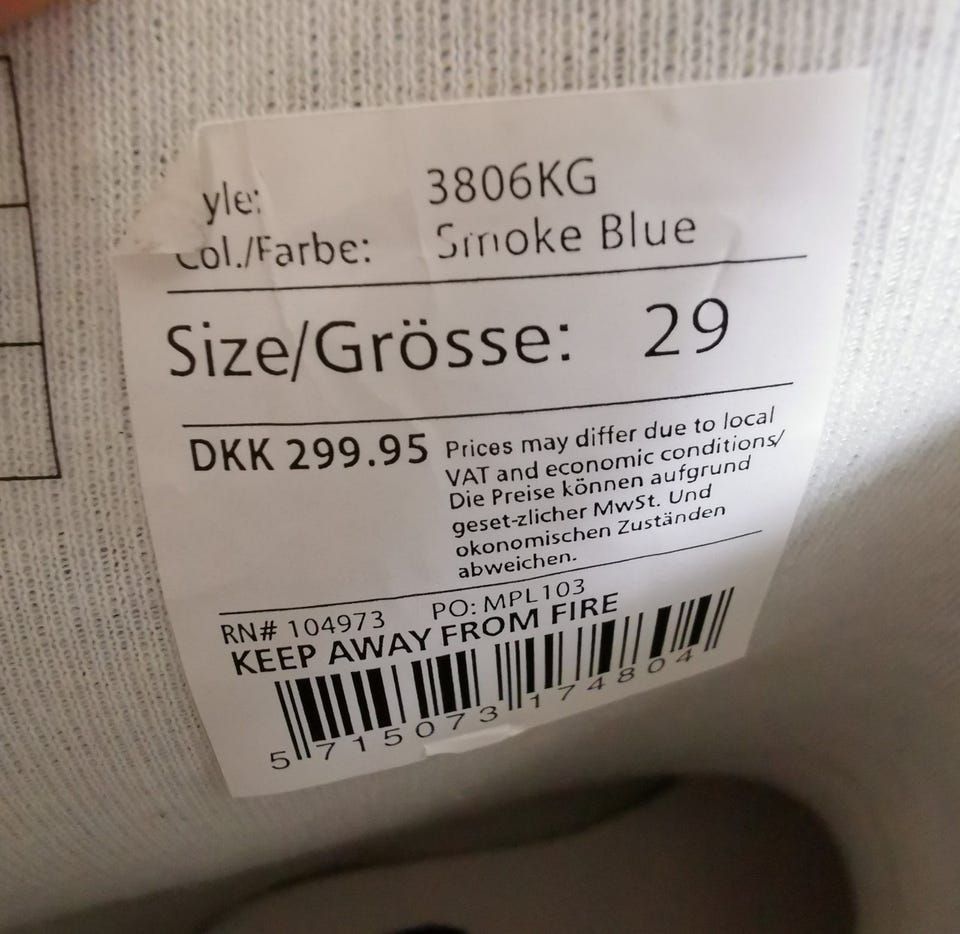 yle: 3806KG
Col./Farbe: Smoke Blue
Size/Grösse: 29
DKK 299.95
Prices may differ due to local
VAT and economic conditions/
Die Preise können aufgrund
geset-zlicher MwSt. Und
okonomischen Zuständen
abweichen.
RN# 104973 PO: MPL103
KEEP AWAY FROM FIRE
5 715073 174804